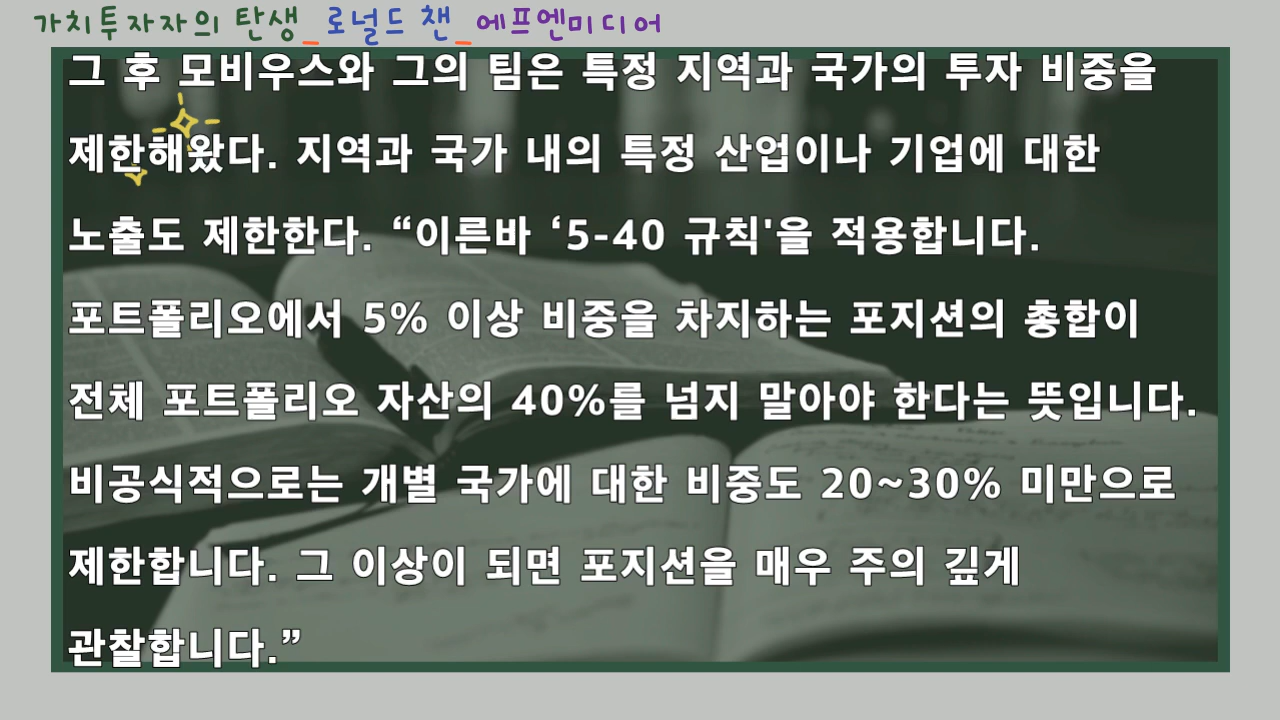 가치투자자의 탄생_로널드 챈_에프엔미디어
그 후 모비우스와 그의 팀은 특정 지역과 국가의 투자 비중을
제한해왔다. 지역과 국가 내의 특정 산업이나 기업에 대한
노출도 제한한다. “이른바 ‘5-40 규칙'을 적용합니다.
포트폴리오에서 5% 이상 비중을 차지하는 포지션의 총합이
전체 포트폴리오 자산의 40%를 넘지 말아야 한다는 뜻입니다.
비공식적으로는 개별 국가에 대한 비중도 20~30% 미만으로
제한합니다. 그 이상이 되면 포지션을 매우 주의 깊게
관찰합니다.”